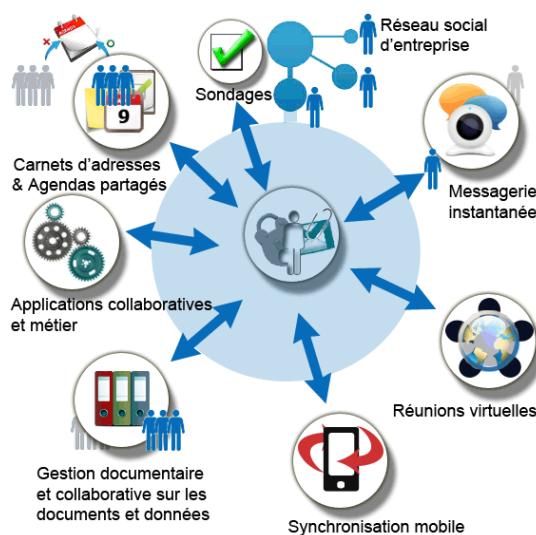 Réseau social
d'entreprise
Sondages
9
Carnets d'adresses
& Agendas partagés
Messagerie
instantanée
Applications collaboratives
et métier
Réunions virtuelles
Gestion documentaire
et collaborative sur les
documents et données
Synchronisation mobile